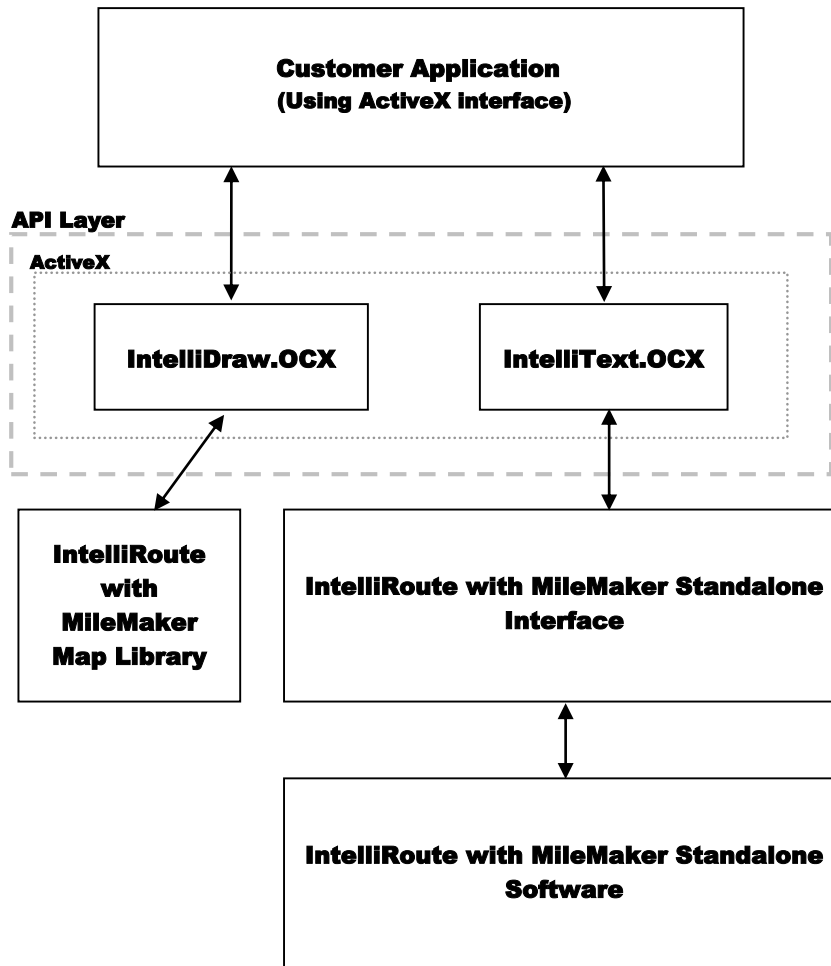 Customer Application
(Using ActiveX interface)
API Layer
ActiveX
IntelliDraw.OCX
IntelliText.OCX
IntelliRoute
with
MileMaker
Map Library
IntelliRoute with MileMaker Standalone
Interface
IntelliRoute with MileMaker Standalone
Software